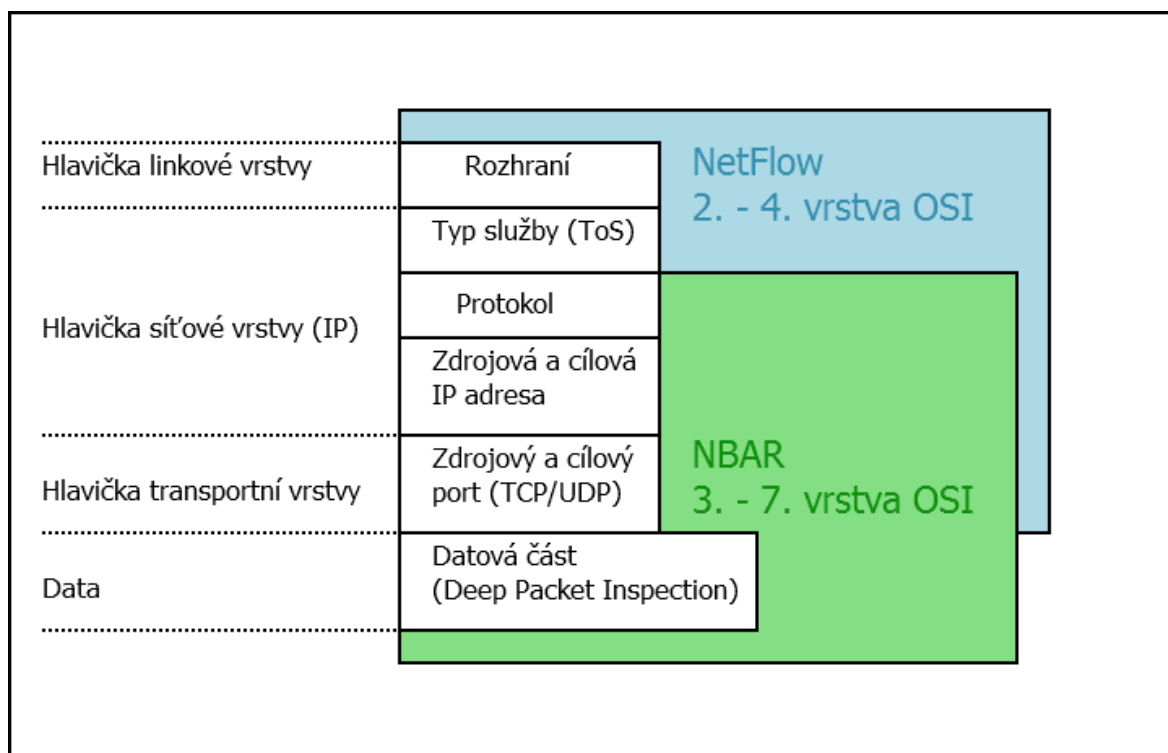 Hlavička linkové vrstvy
Rozhraní
NetFlow
2. - 4. vrstva OSI
Typ služby (ToS)
Hlavička síťové vrstvy (IP)
Protokol
Zdrojová a cílová
IP adresa
Hlavička transportní vrstvy
Zdrojový a cílový
port (TCP/UDP)
NBAR
3. - 7. vrstva OSI
Data
Datová část
(Deep Packet Inspection)